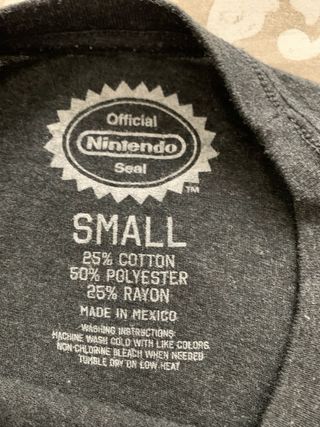 Official
Nintendo
Seal
TM
SMALL
25% COTTON
50% POLYESTER
25% RAYON
MADE IN MEXICO
WASHING INSTRUCTIONS:
MACHINE WASH COLD WITH LIKE COLORS
NON-CHLORINE BLEACH WHEN NEEDED
TUMBLE DRY ON LOW HEAT